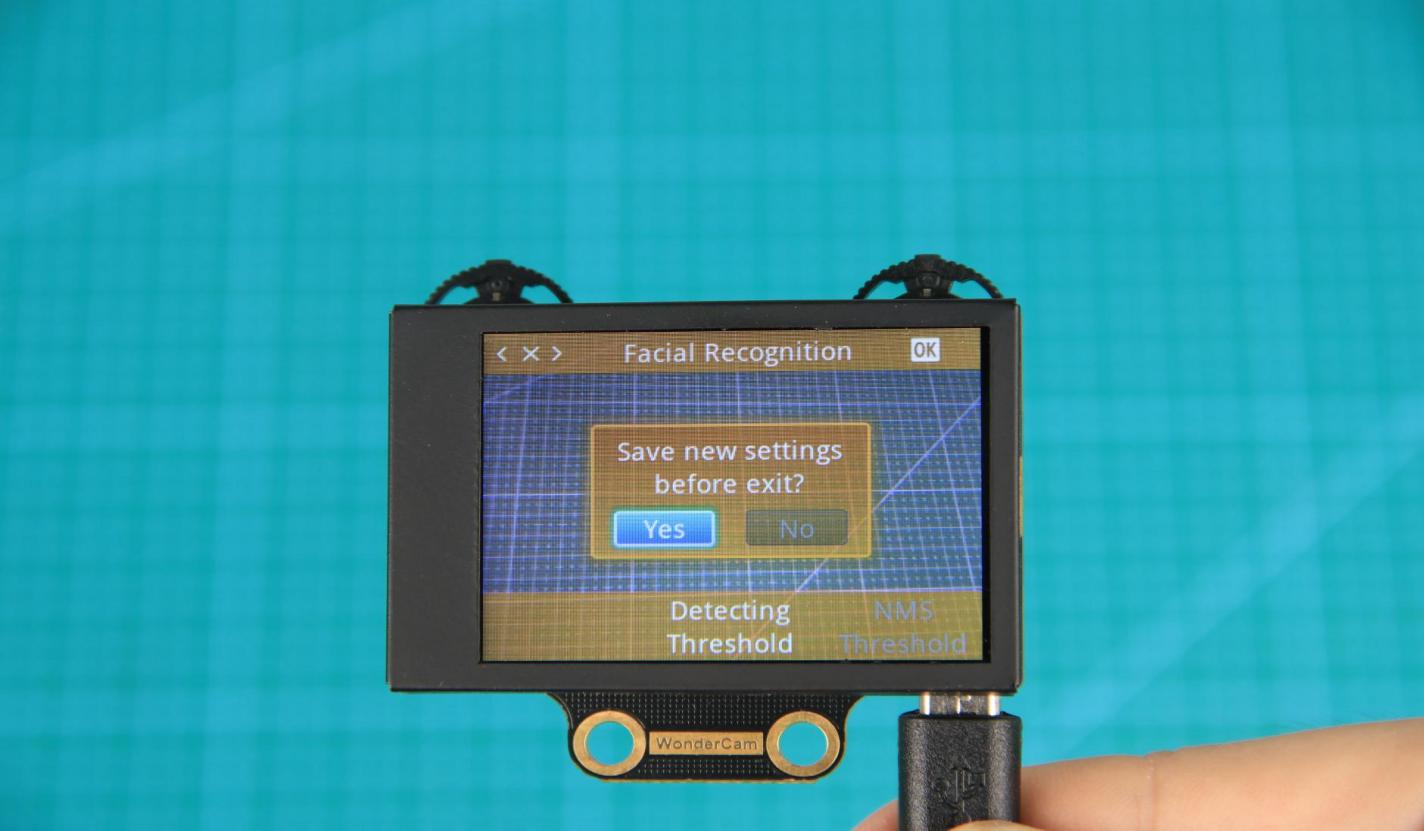 < × > Facial Recognition OK
Save new settings
before exit?
Yes No
Detecting NMS
Threshold Threshold
WonderCam